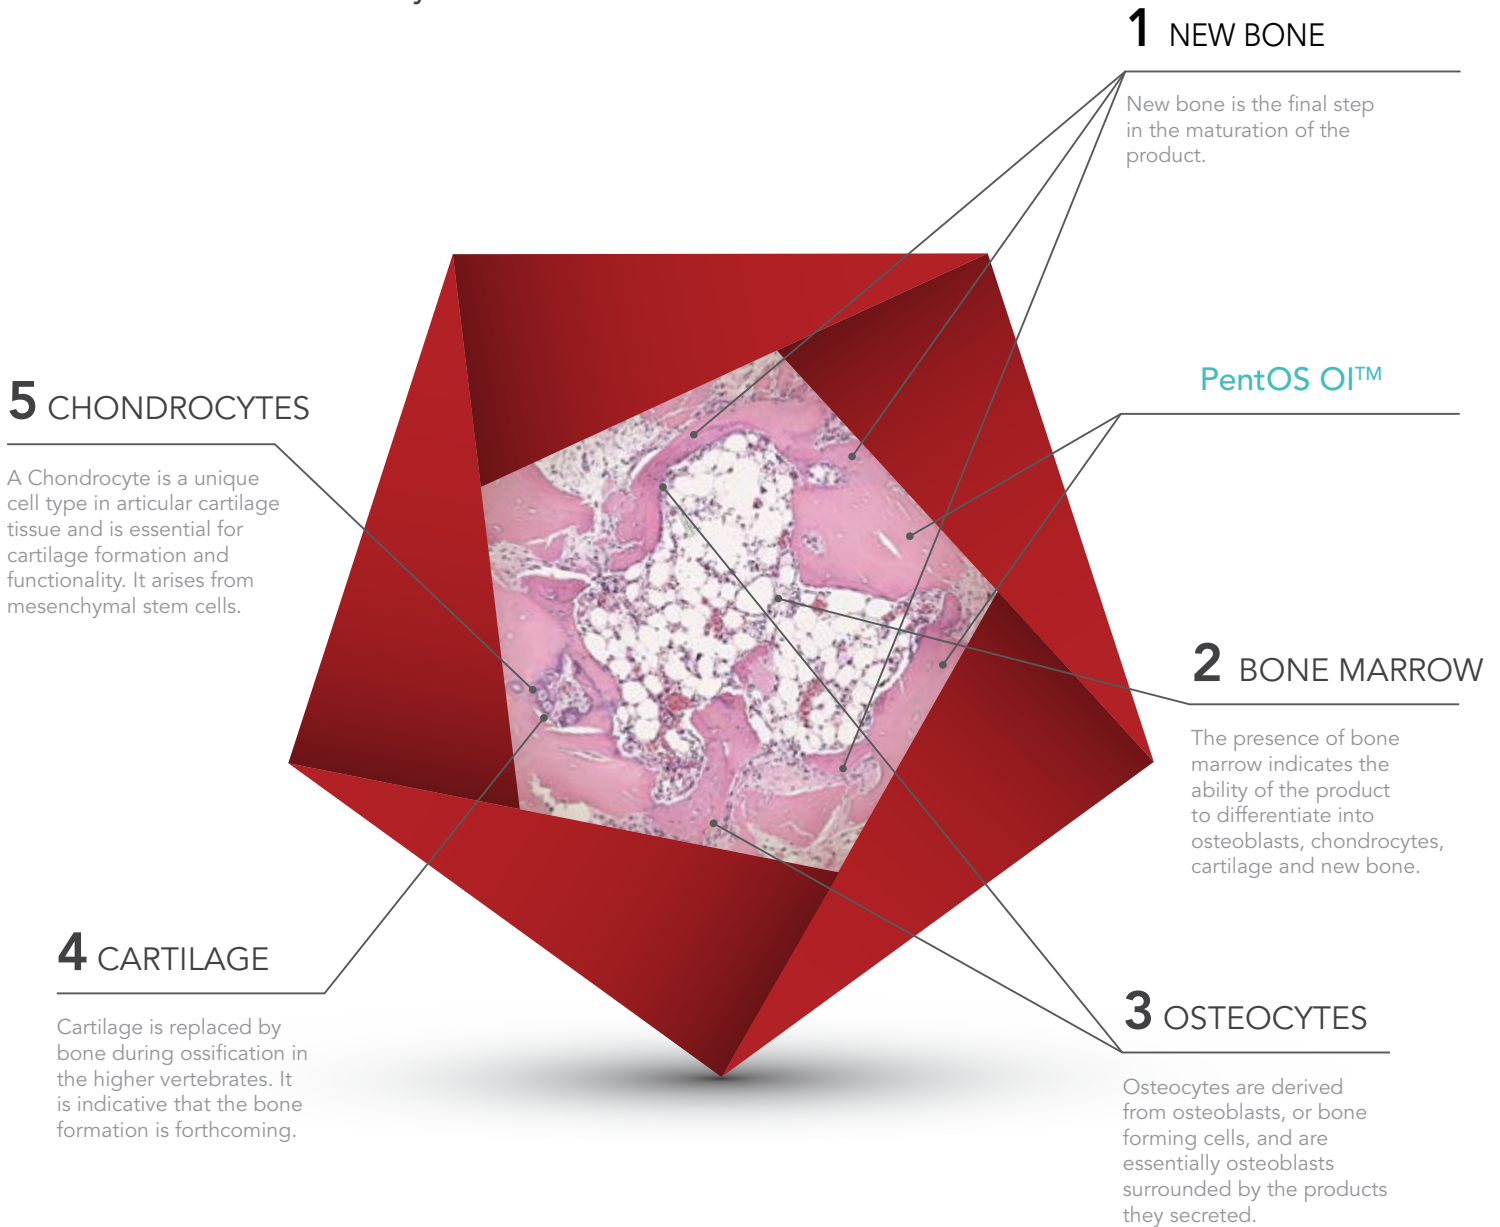 1 NEW BONE
New bone is the final step
in the maturation of the
product.
PentOS OI™
5 CHONDROCYTES
A Chondrocyte is a unique
cell type in articular cartilage
tissue and is essential for
cartilage formation and
functionality. It arises from
mesenchymal stem cells.
2 BONE MARROW
The presence of bone
marrow indicates the
ability of the product
to differentiate into
osteoblasts, chondrocytes,
cartilage and new bone.
4 CARTILAGE
Cartilage is replaced by
bone during ossification in
the higher vertebrates. It
is indicative that the bone
formation is forthcoming.
3 OSTEOCYTES
Osteocytes are derived
from osteoblasts, or bone
forming cells, and are
essentially osteoblasts
surrounded by the products
they secreted.